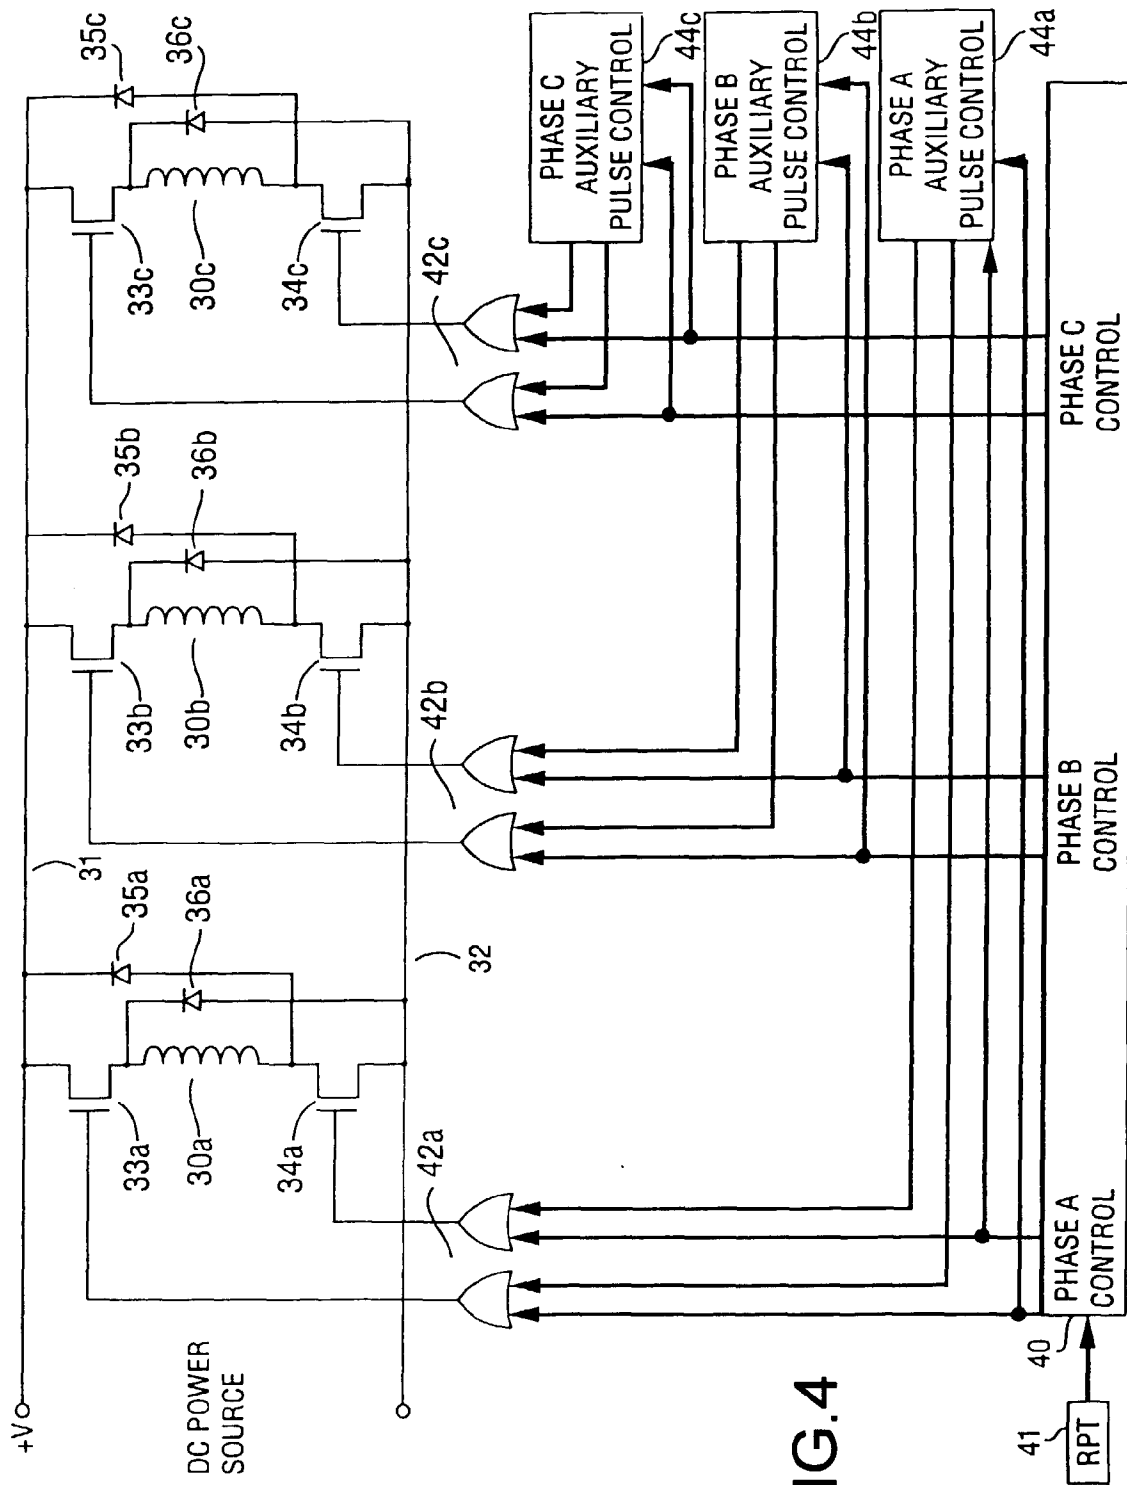 +V
DC POWER
SOURCE
31
32
33a
30a
34a
35a
36a
42a
33b
30b
34b
35b
36b
42b
33c
30c
34c
35c
36c
42c
PHASE C
AUXILIARY
PULSE CONTROL
44c
PHASE B
AUXILIARY
PULSE CONTROL
44b
PHASE A
AUXILIARY
PULSE CONTROL
44a
PHASE A
CONTROL
PHASE B
CONTROL
PHASE C
CONTROL
40
41
RPT
IG.4